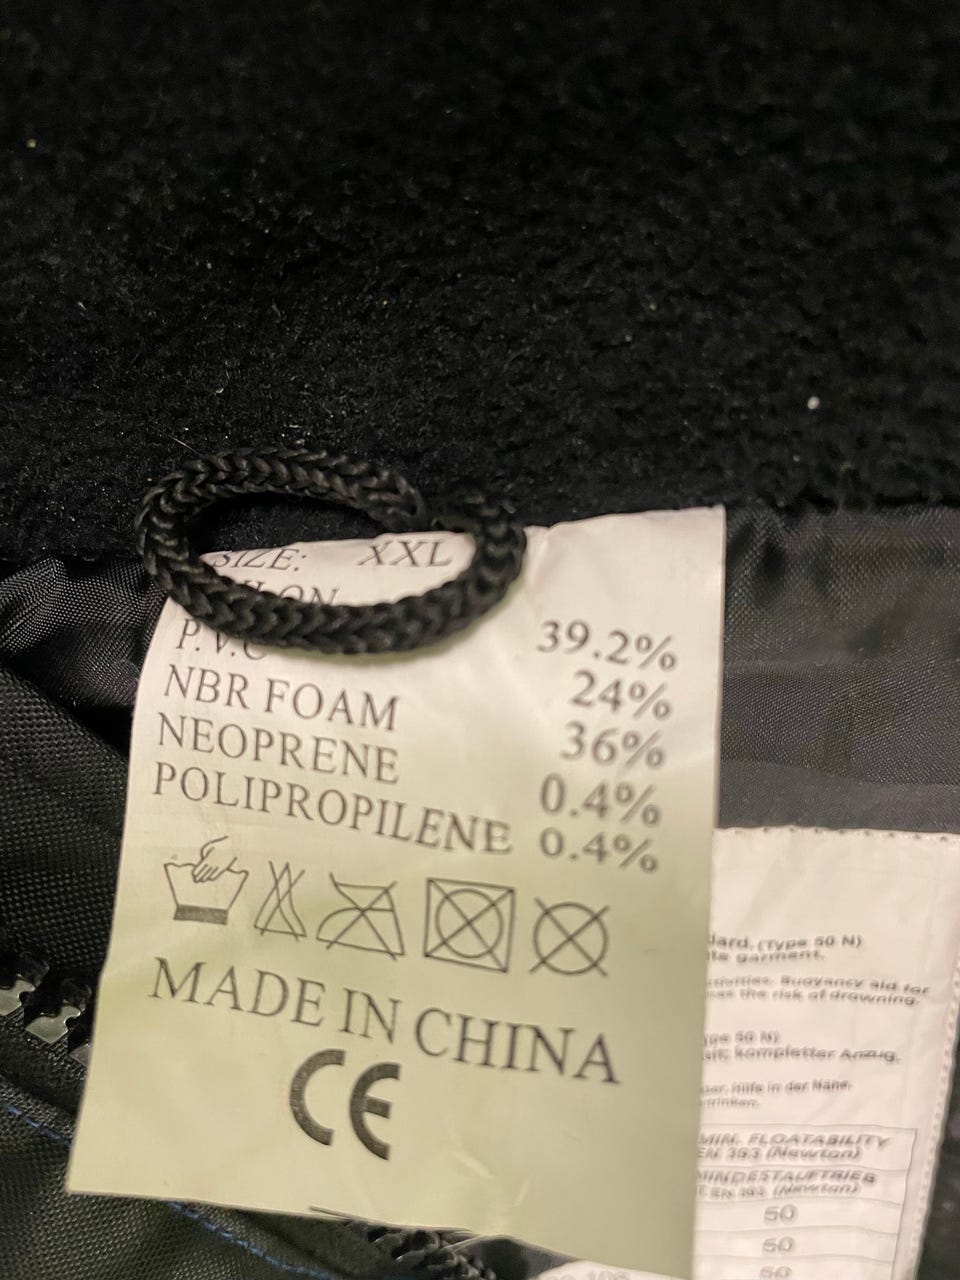 SIZE: XXL
39.2%
P.V.C 24%
NBR FOAM 36%
NEOPRENE 0.4%
POLIPROPILENE 0.4%
MADE IN CHINA
CE
(Type 50 N)
garment.
Buoyancy aid for
the risk of drowning.
50 N)
kompletter Anzug,
Hilfe in der Nähe,
MIN. FLOATABILITY
EN 393 (Newton)
MINDESTAUFTRIEB
EN 393 (Newton)
50
50
50